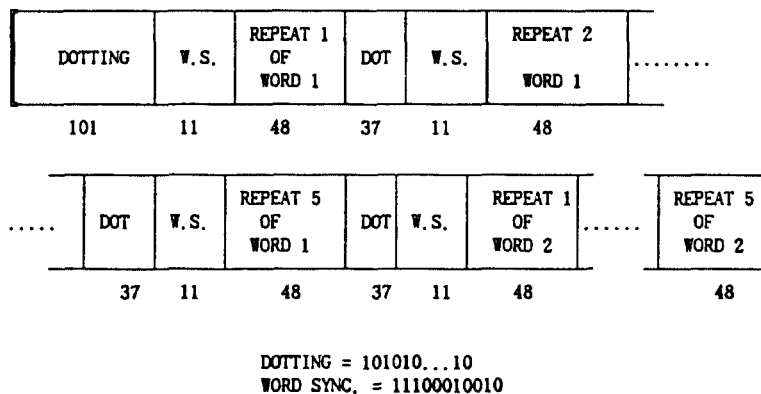 DOTTING W.S. REPEAT 1 OF WORD 1 DOT W.S. REPEAT 2 WORD 1 ........
101 11 48 37 11 48
..... DOT W.S. REPEAT 5 OF WORD 1 DOT W.S. REPEAT 1 OF WORD 2 ...... REPEAT 5 OF WORD 2
37 11 48 37 11 48 48
DOTTING = 101010...10
WORD SYNC. = 11100010010